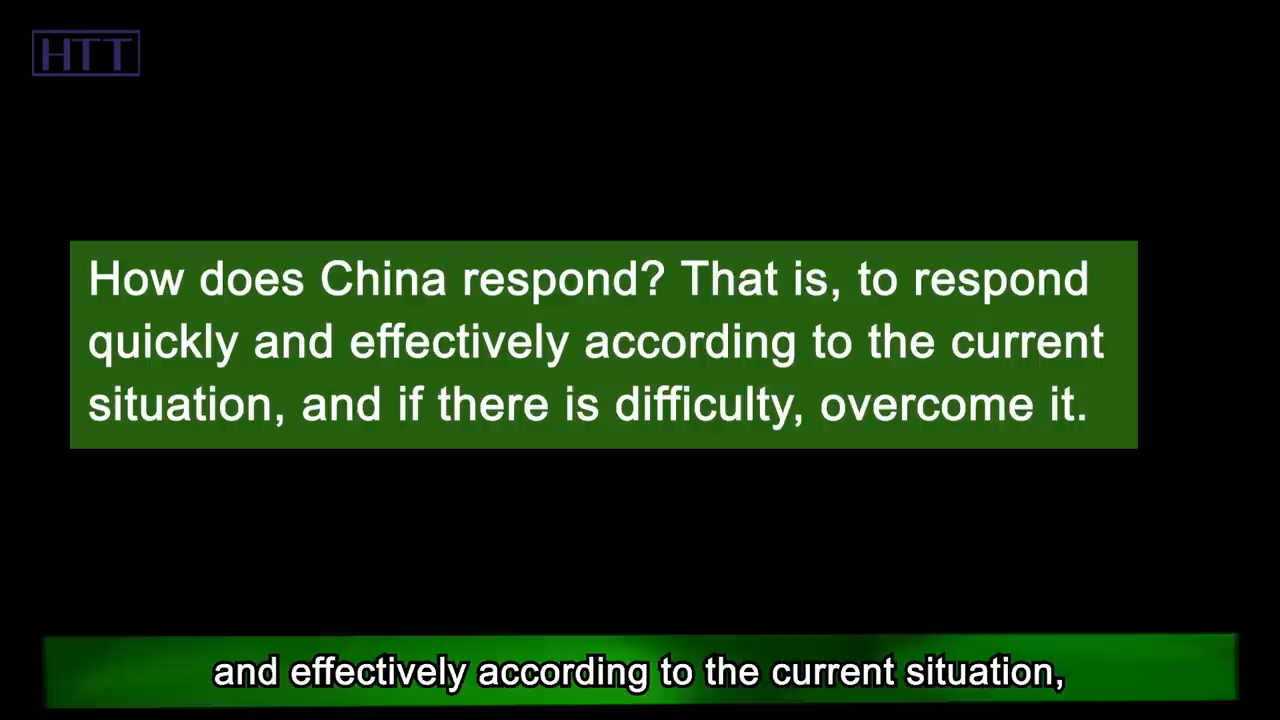 HTT
How does China respond? That is, to respond
quickly and effectively according to the current
situation, and if there is difficulty, overcome it.
and effectively according to the current situation,